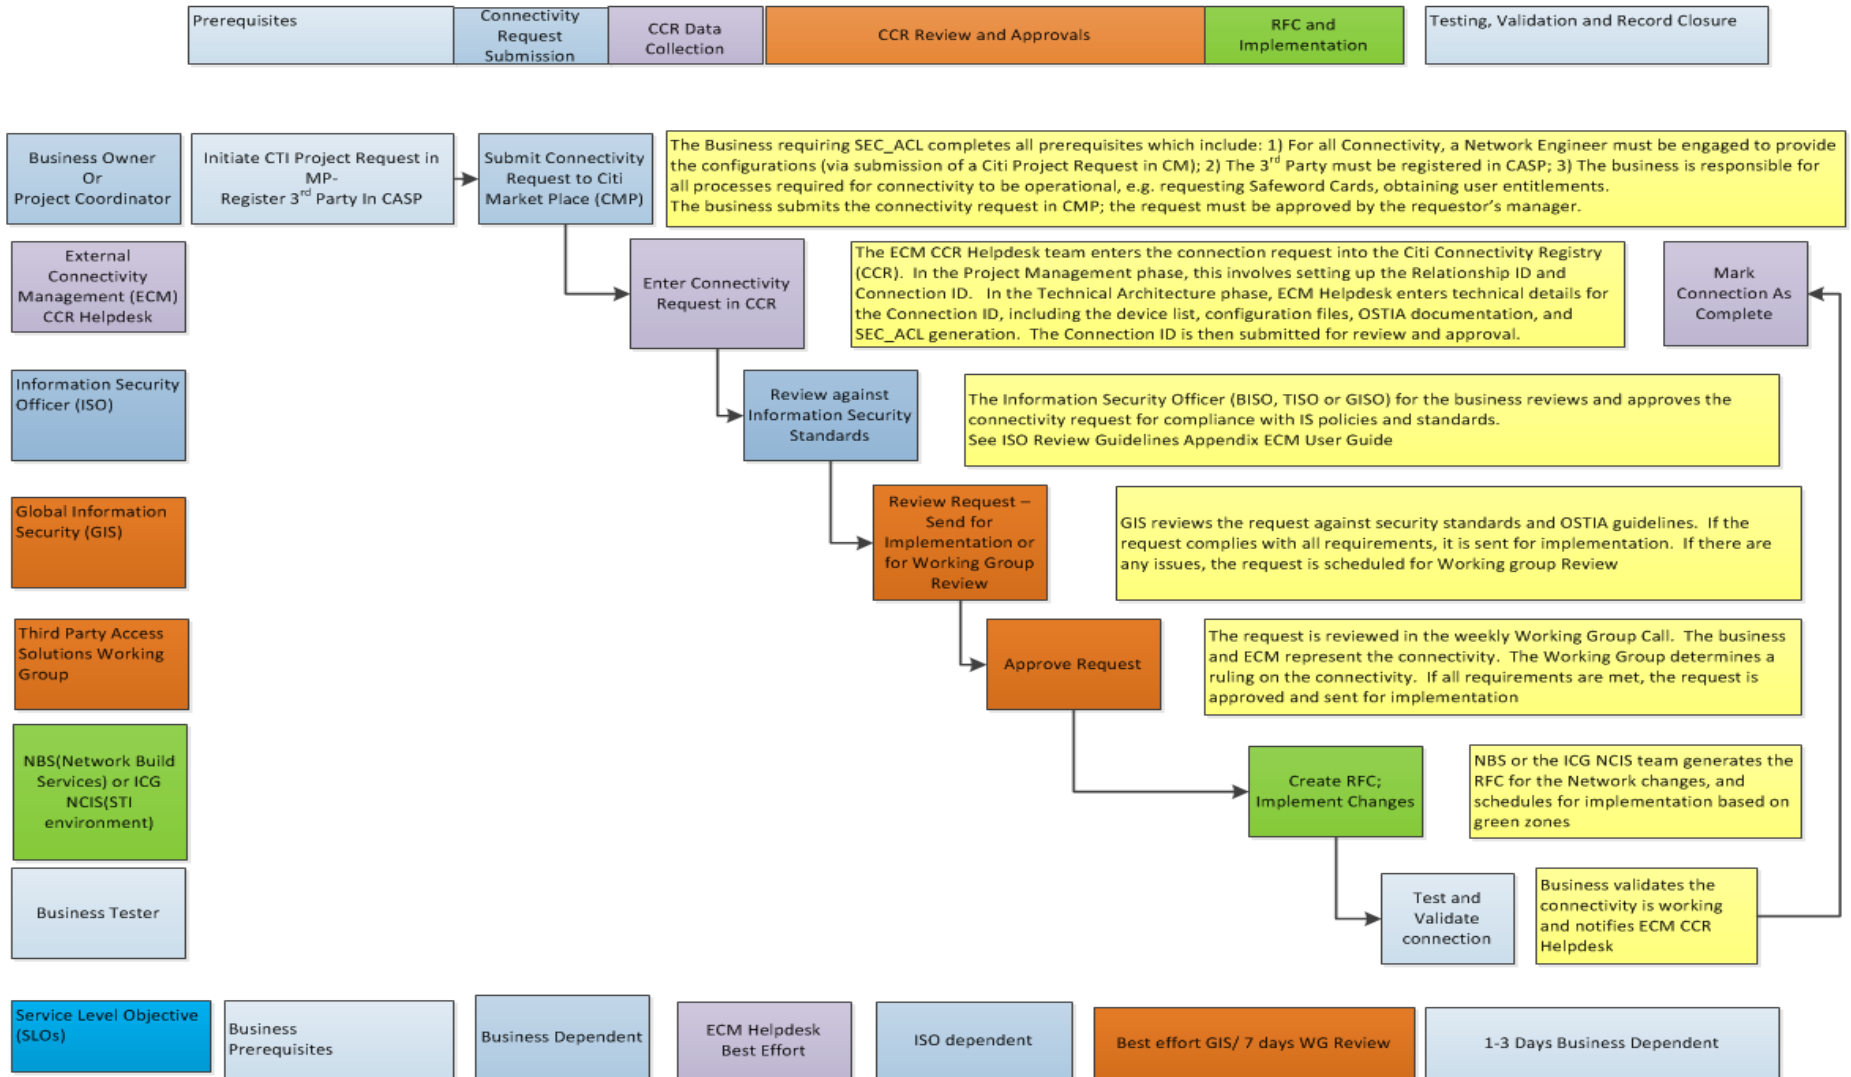 Prerequisites
Connectivity
Request
Submission
CCR Data
Collection
CCR Review and Approvals
RFC and
Implementation
Testing, Validation and Record Closure
Business Owner
Or
Project Coordinator
Initiate CTI Project Request in
MP-
Register 3rd Party In CASP
Submit Connectivity
Request to Citi
Market Place (CMP)
The Business requiring SEC_ACL completes all prerequisites which include: 1) For all Connectivity, a Network Engineer must be engaged to provide
the configurations (via submission of a Citi Project Request in CM); 2) The 3rd Party must be registered in CASP; 3) The business is responsible for
all processes required for connectivity to be operational, e.g. requesting Safeword Cards, obtaining user entitlements.
The business submits the connectivity request in CMP; the request must be approved by the requestor's manager.
External
Connectivity
Management (ECM)
CCR Helpdesk
Enter Connectivity
Request in CCR
The ECM CCR Helpdesk team enters the connection request into the Citi Connectivity Registry
(CCR). In the Project Management phase, this involves setting up the Relationship ID and
Connection ID. In the Technical Architecture phase, ECM Helpdesk enters technical details for
the Connection ID, including the device list, configuration files, OSTIA documentation, and
SEC_ACL generation. The Connection ID is then submitted for review and approval.
Mark
Connection As
Complete
Information Security
Officer (ISO)
Review against
Information Security
Standards
The Information Security Officer (BISO, TISO or GISO) for the business reviews and approves the
connectivity request for compliance with IS policies and standards.
See ISO Review Guidelines Appendix ECM User Guide
Global Information
Security (GIS)
Review Request –
Send for
Implementation or
for Working Group
Review
GIS reviews the request against security standards and OSTIA guidelines. If the
request complies with all requirements, it is sent for implementation. If there are
any issues, the request is scheduled for Working group Review
Third Party Access
Solutions Working
Group
Approve Request
The request is reviewed in the weekly Working Group Call. The business
and ECM represent the connectivity. The Working Group determines a
ruling on the connectivity. If all requirements are met, the request is
approved and sent for implementation
NBS(Network Build
Services) or ICG
NCIS(STI
environment)
Create RFC;
Implement Changes
NBS or the ICG NCIS team generates the
RFC for the Network changes, and
schedules for implementation based on
green zones
Business Tester
Test and
Validate
connection
Business validates the
connectivity is working
and notifies ECM CCR
Helpdesk
Service Level Objective
(SLOs)
Business
Prerequisites
Business Dependent
ECM Helpdesk
Best Effort
ISO dependent
Best effort GIS/ 7 days WG Review
1-3 Days Business Dependent